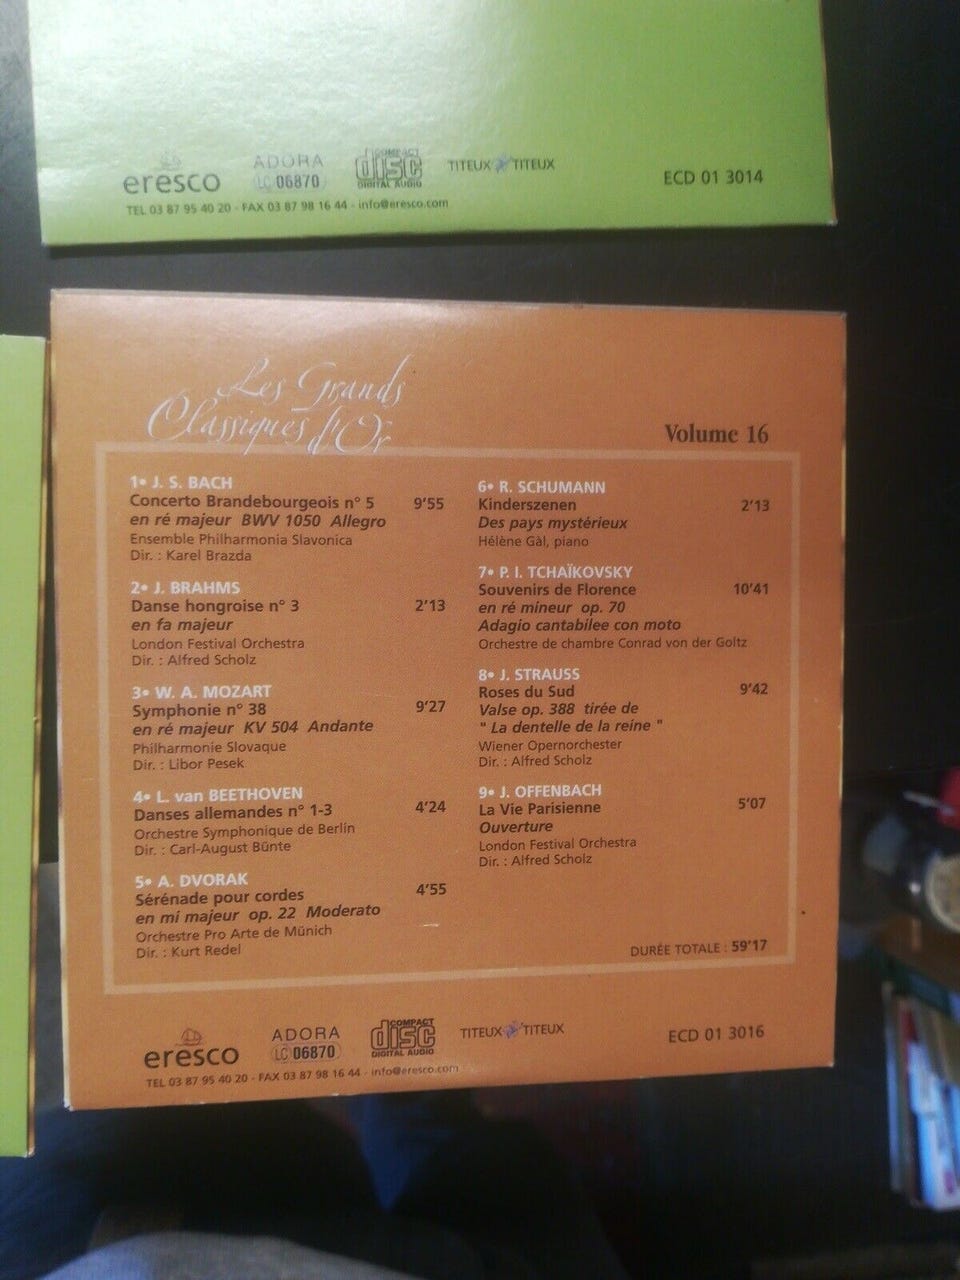 eresco
ADORA
LC 06870
COMPACT
disc
DIGITAL AUDIO
TITEUX TITEUX
ECD 01 3014
TEL 03 87 95 40 20 - FAX 03 87 98 16 44 - info@eresco.com
Les Grands
Classiques d'Or
Volume 16
1• J. S. BACH
Concerto Brandebourgeois n° 5 9'55
en ré majeur BWV 1050 Allegro
Ensemble Philharmonia Slavonica
Dir. : Karel Brazda
2• J. BRAHMS
Danse hongroise n° 3 2'13
en fa majeur
London Festival Orchestra
Dir. : Alfred Scholz
3• W. A. MOZART
Symphonie n° 38 9'27
en ré majeur KV 504 Andante
Philharmonie Slovaque
Dir. : Libor Pesek
4• L. van BEETHOVEN
Danses allemandes n° 1-3 4'24
Orchestre Symphonique de Berlin
Dir. : Carl-August Bünte
5• A. DVORAK
Sérénade pour cordes 4'55
en mi majeur op. 22 Moderato
Orchestre Pro Arte de Münich
Dir. : Kurt Redel
6• R. SCHUMANN
Kinderszenen 2'13
Des pays mystérieux
Hélène Gàl, piano
7• P. I. TCHAÏKOVSKY
Souvenirs de Florence 10'41
en ré mineur op. 70
Adagio cantabilee con moto
Orchestre de chambre Conrad von der Goltz
8• J. STRAUSS
Roses du Sud 9'42
Valse op. 388 tirée de
" La dentelle de la reine "
Wiener Opernorchester
Dir. : Alfred Scholz
9• J. OFFENBACH
La Vie Parisienne 5'07
Ouverture
London Festival Orchestra
Dir. : Alfred Scholz
DURÉE TOTALE : 59'17
eresco
ADORA
LC 06870
COMPACT
disc
DIGITAL AUDIO
TITEUX TITEUX
ECD 01 3016
TEL 03 87 95 40 20 - FAX 03 87 98 16 44 - info@eresco.com